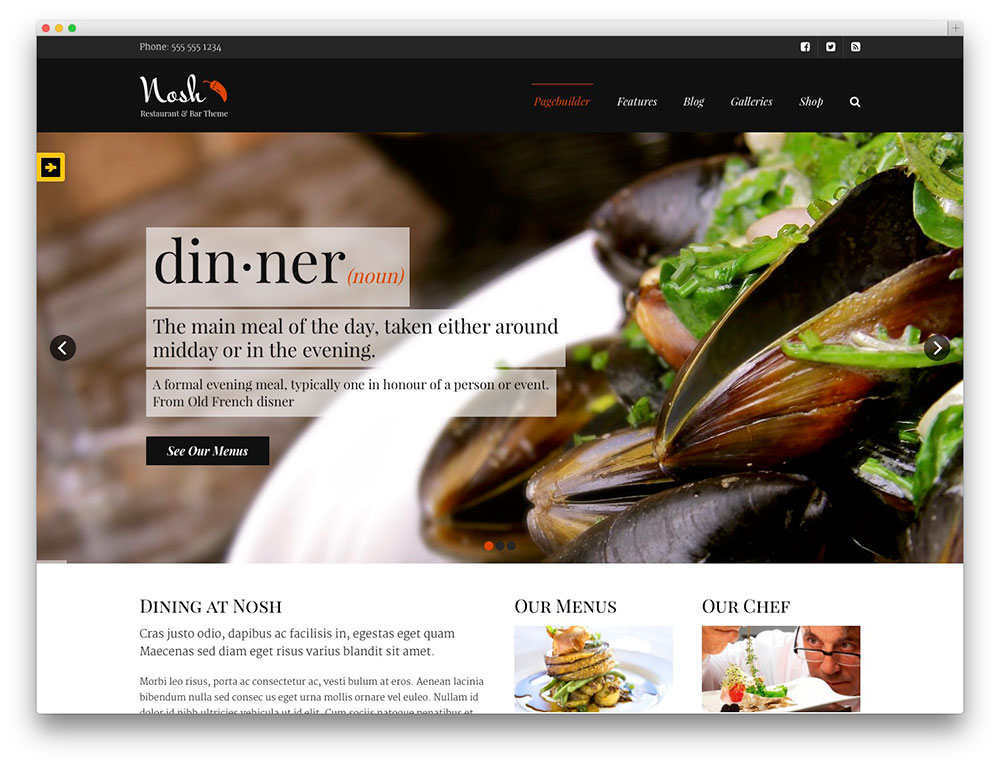 Phone: 555 555 1234
Nosh
Restaurant & Bar Theme
Pagebuilder Features Blog Galleries Shop
din·ner (noun)
The main meal of the day, taken either around
midday or in the evening.
A formal evening meal, typically one in honour of a person or event.
From Old French disner
See Our Menus
Dining at Nosh
Cras justo odio, dapibus ac facilisis in, egestas eget quam
Maecenas sed diam eget risus varius blandit sit amet.
Morbi leo risus, porta ac consectetur ac, vesti bulum at eros. Aenean lacinia
bibendum nulla sed consec us eget urna mollis ornare vel euleo. Nullam id
dolor id nibh ultricies vehicula ut id elit. Cum sociis natoque penatibus et
Our Menus
Our Chef